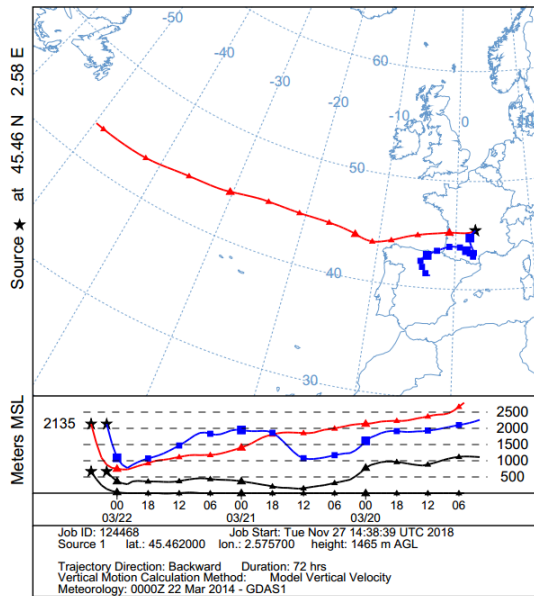 -50
-40
-30
-20
-10
0
60
50
40
30
Source ★ at 45.46 N 2.58 E
Meters MSL
2135
2500
2000
1500
1000
500
00 18 12 06 00 18 12 06 00 18 12 06
03/22 03/21 03/20
Job ID: 124468 Job Start: Tue Nov 27 14:38:39 UTC 2018
Source 1 lat.: 45.462000 lon.: 2.575700 height: 1465 m AGL
Trajectory Direction: Backward Duration: 72 hrs
Vertical Motion Calculation Method: Model Vertical Velocity
Meteorology: 0000Z 22 Mar 2014 - GDAS1